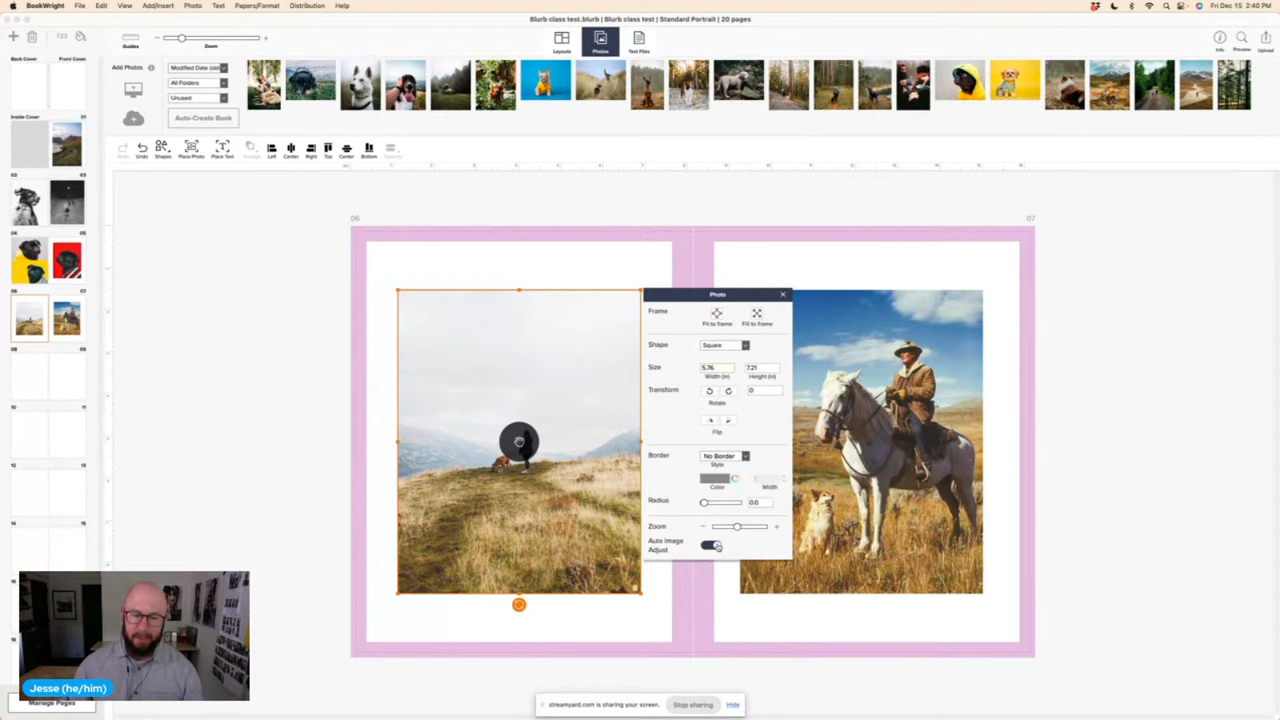 BookWright File Edit View Add/Insert Photo Text Papers/Format Distribution Help
Fri Dec 15 2:40 PM
Blurb class test.blurb | Blurb class test | Standard Portrait | 20 pages
123
Guides
Zoom
Layouts
Photos
Text Files
Info
Preview
Upload
Back Cover
Front Cover
Add Photos
Modified Date (old
All Folders
Unused
Auto-Create Book
Inside Cover
01
Redo
Undo
Shapes
Place Photo
Place Text
Arrange
Left
Center
Right
Top
Center
Bottom
Spacing
02
03
04
05
06
07
08
09
10
11
12
13
14
15
06
07
Photo
Frame
Fit to frame
Fill to frame
Shape
Square
Size
5.76
7.21
Width (in)
Height (in)
Transform
0
Rotate
Flip
Border
No Border
Style
Color
Width
Radius
0.0
Zoom
Auto Image
Adjust
Jesse (he/him)
Manage Pages
streamyard.com is sharing your screen.
Stop sharing
Hide